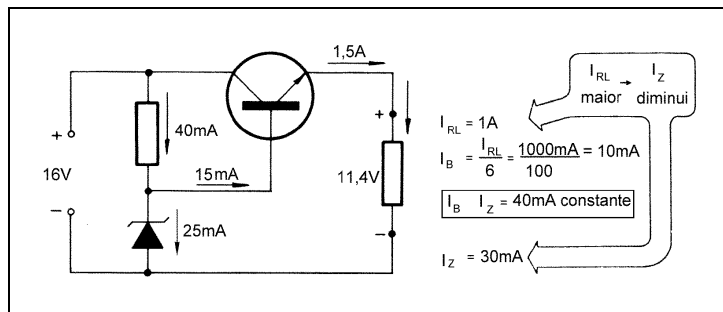 1,5A
40mA
+
16V
−
15mA
25mA
+
11,4V
−
I_RL → I_Z
maior diminui
I_RL = 1A
I_B = I_RL / 6 = 1000mA / 100 = 10mA
I_B I_Z = 40mA constante
I_Z = 30mA